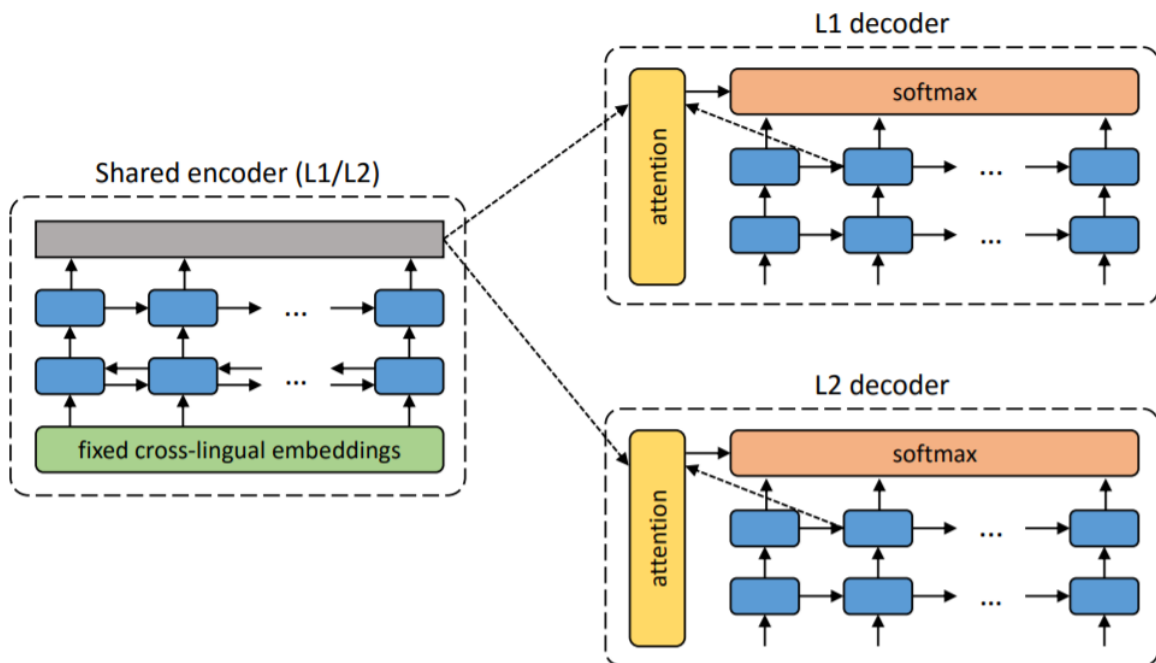 L1 decoder
attention
softmax
...
...
Shared encoder (L1/L2)
...
...
fixed cross-lingual embeddings
L2 decoder
attention
softmax
...
...